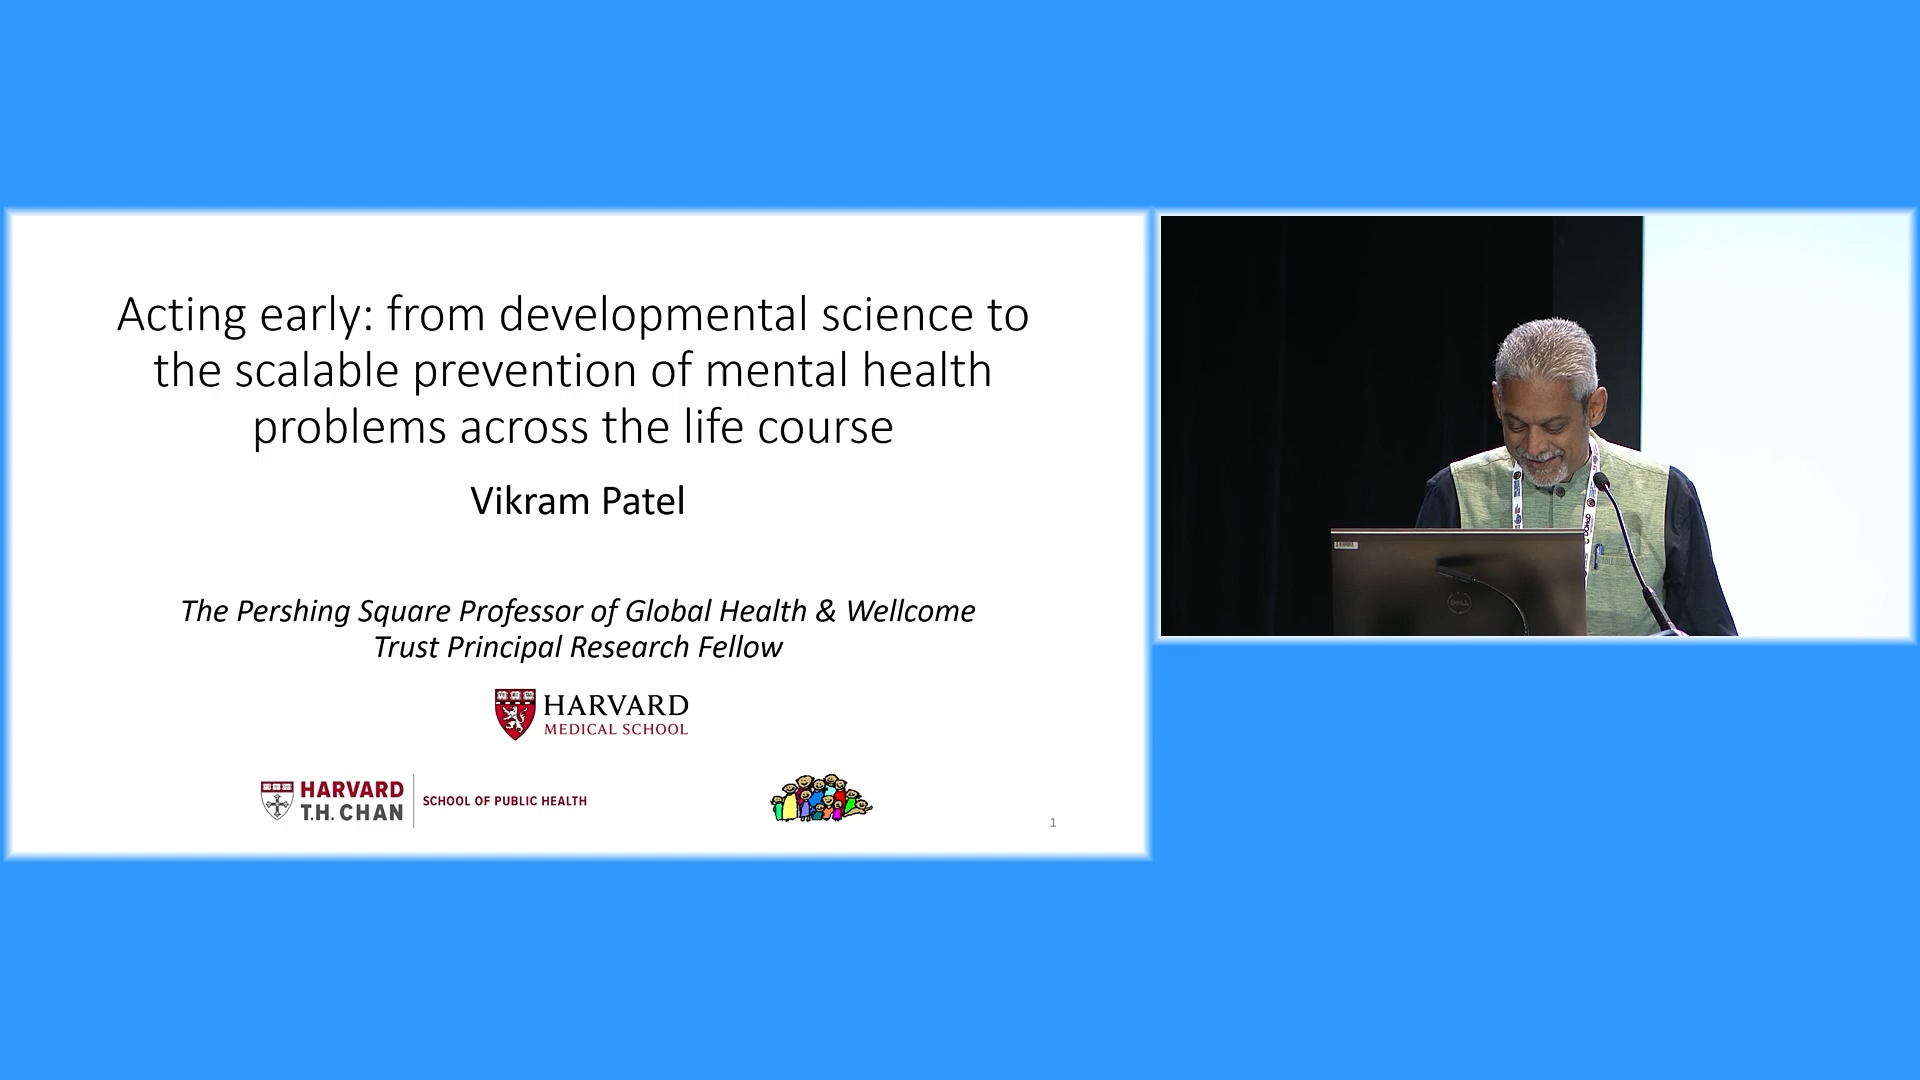 Acting early: from developmental science to
the scalable prevention of mental health
problems across the life course
Vikram Patel
The Pershing Square Professor of Global Health & Wellcome
Trust Principal Research Fellow
HARVARD
MEDICAL SCHOOL
HARVARD
T.H. CHAN
SCHOOL OF PUBLIC HEALTH
1
DELL